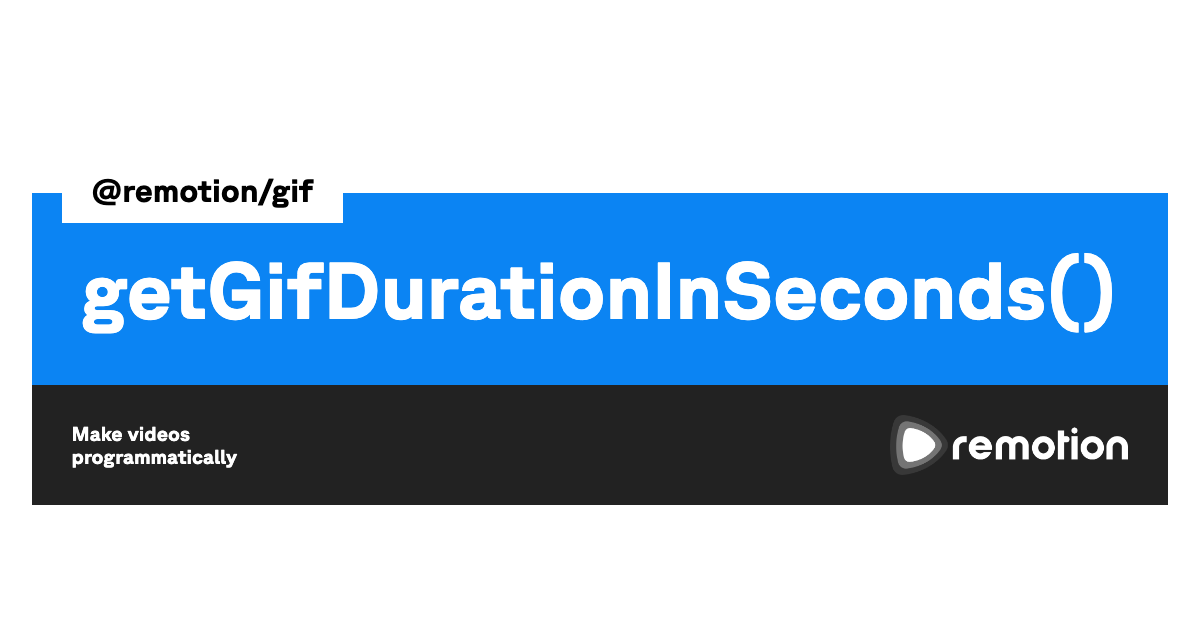 @remotion/gif
getGifDurationInSeconds()
Make videos
programmatically
remotion